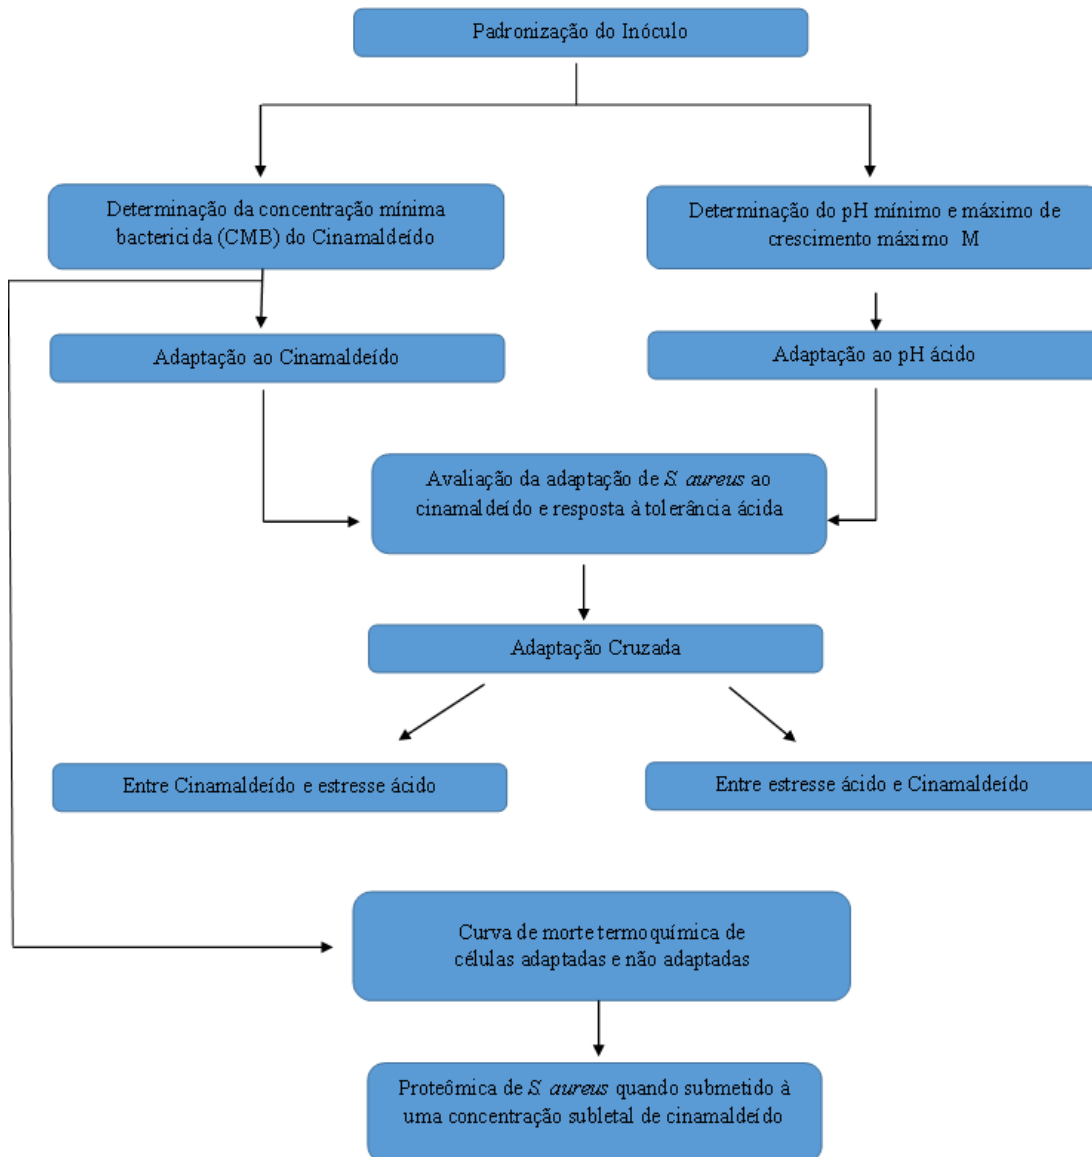 Padronização do Inóculo
Determinação da concentração mínima
bactericida (CMB) do Cinamaldeído
Determinação do pH mínimo e máximo de
crescimento máximo M
Adaptação ao Cinamaldeído
Adaptação ao pH ácido
Avaliação da adaptação de S. aureus ao
cinamaldeído e resposta à tolerância ácida
Adaptação Cruzada
Entre Cinamaldeído e estresse ácido
Entre estresse ácido e Cinamaldeído
Curva de morte termoquímica de
células adaptadas e não adaptadas
Proteômica de S. aureus quando submetido à
uma concentração subletal de cinamaldeído